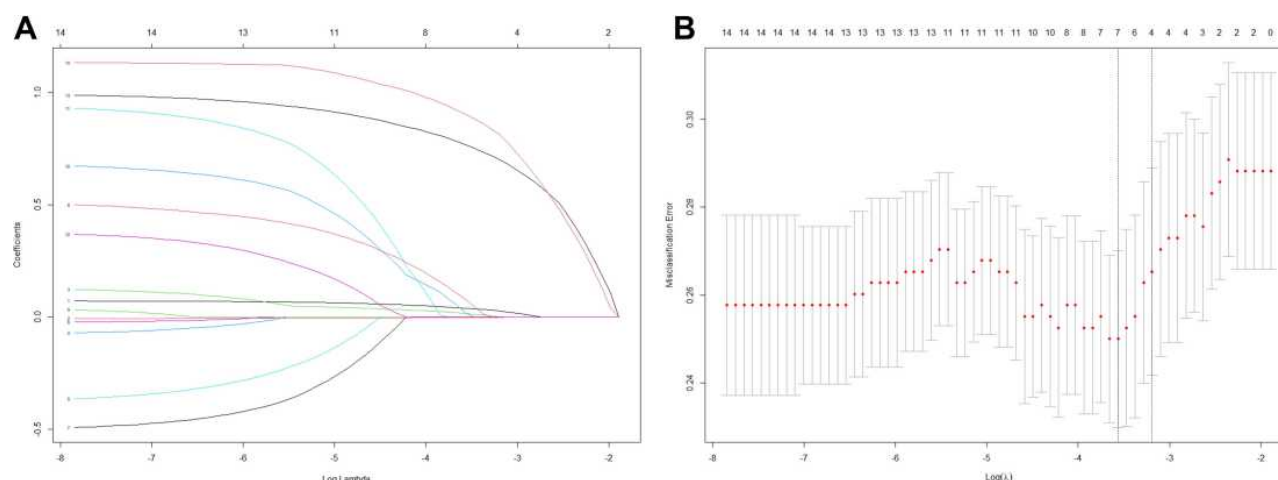 A
14 14 13 11 8 4 2
Coefficients
1.0
0.5
0.0
-0.5
-8 -7 -6 -5 -4 -3 -2
Log Lambda
B
14 14 14 14 14 14 14 13 13 13 13 13 11 11 11 11 11 10 10 8 8 7 7 6 4 4 4 3 2 2 2 0
Misclassification Error
0.30
0.28
0.26
0.24
-8 -7 -6 -5 -4 -3 -2
Log(λ)